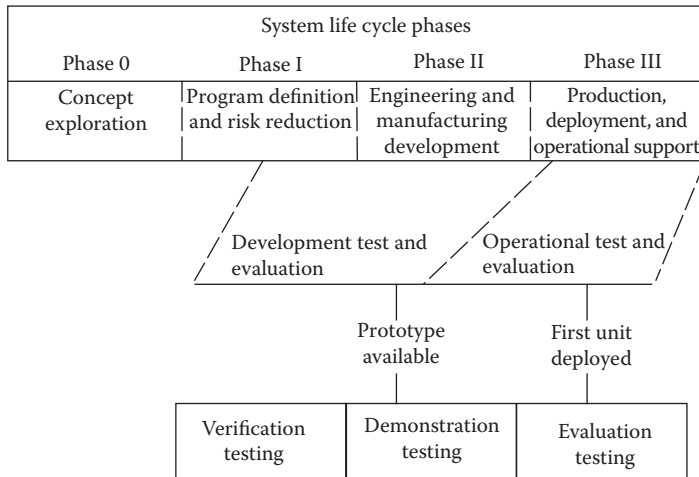 System life cycle phases
Phase 0
Phase I
Phase II
Phase III
Concept
exploration
Program definition
and risk reduction
Engineering and
manufacturing
development
Production,
deployment, and
operational support
Development test and
evaluation
Operational test and
evaluation
Prototype
available
First unit
deployed
Verification
testing
Demonstration
testing
Evaluation
testing